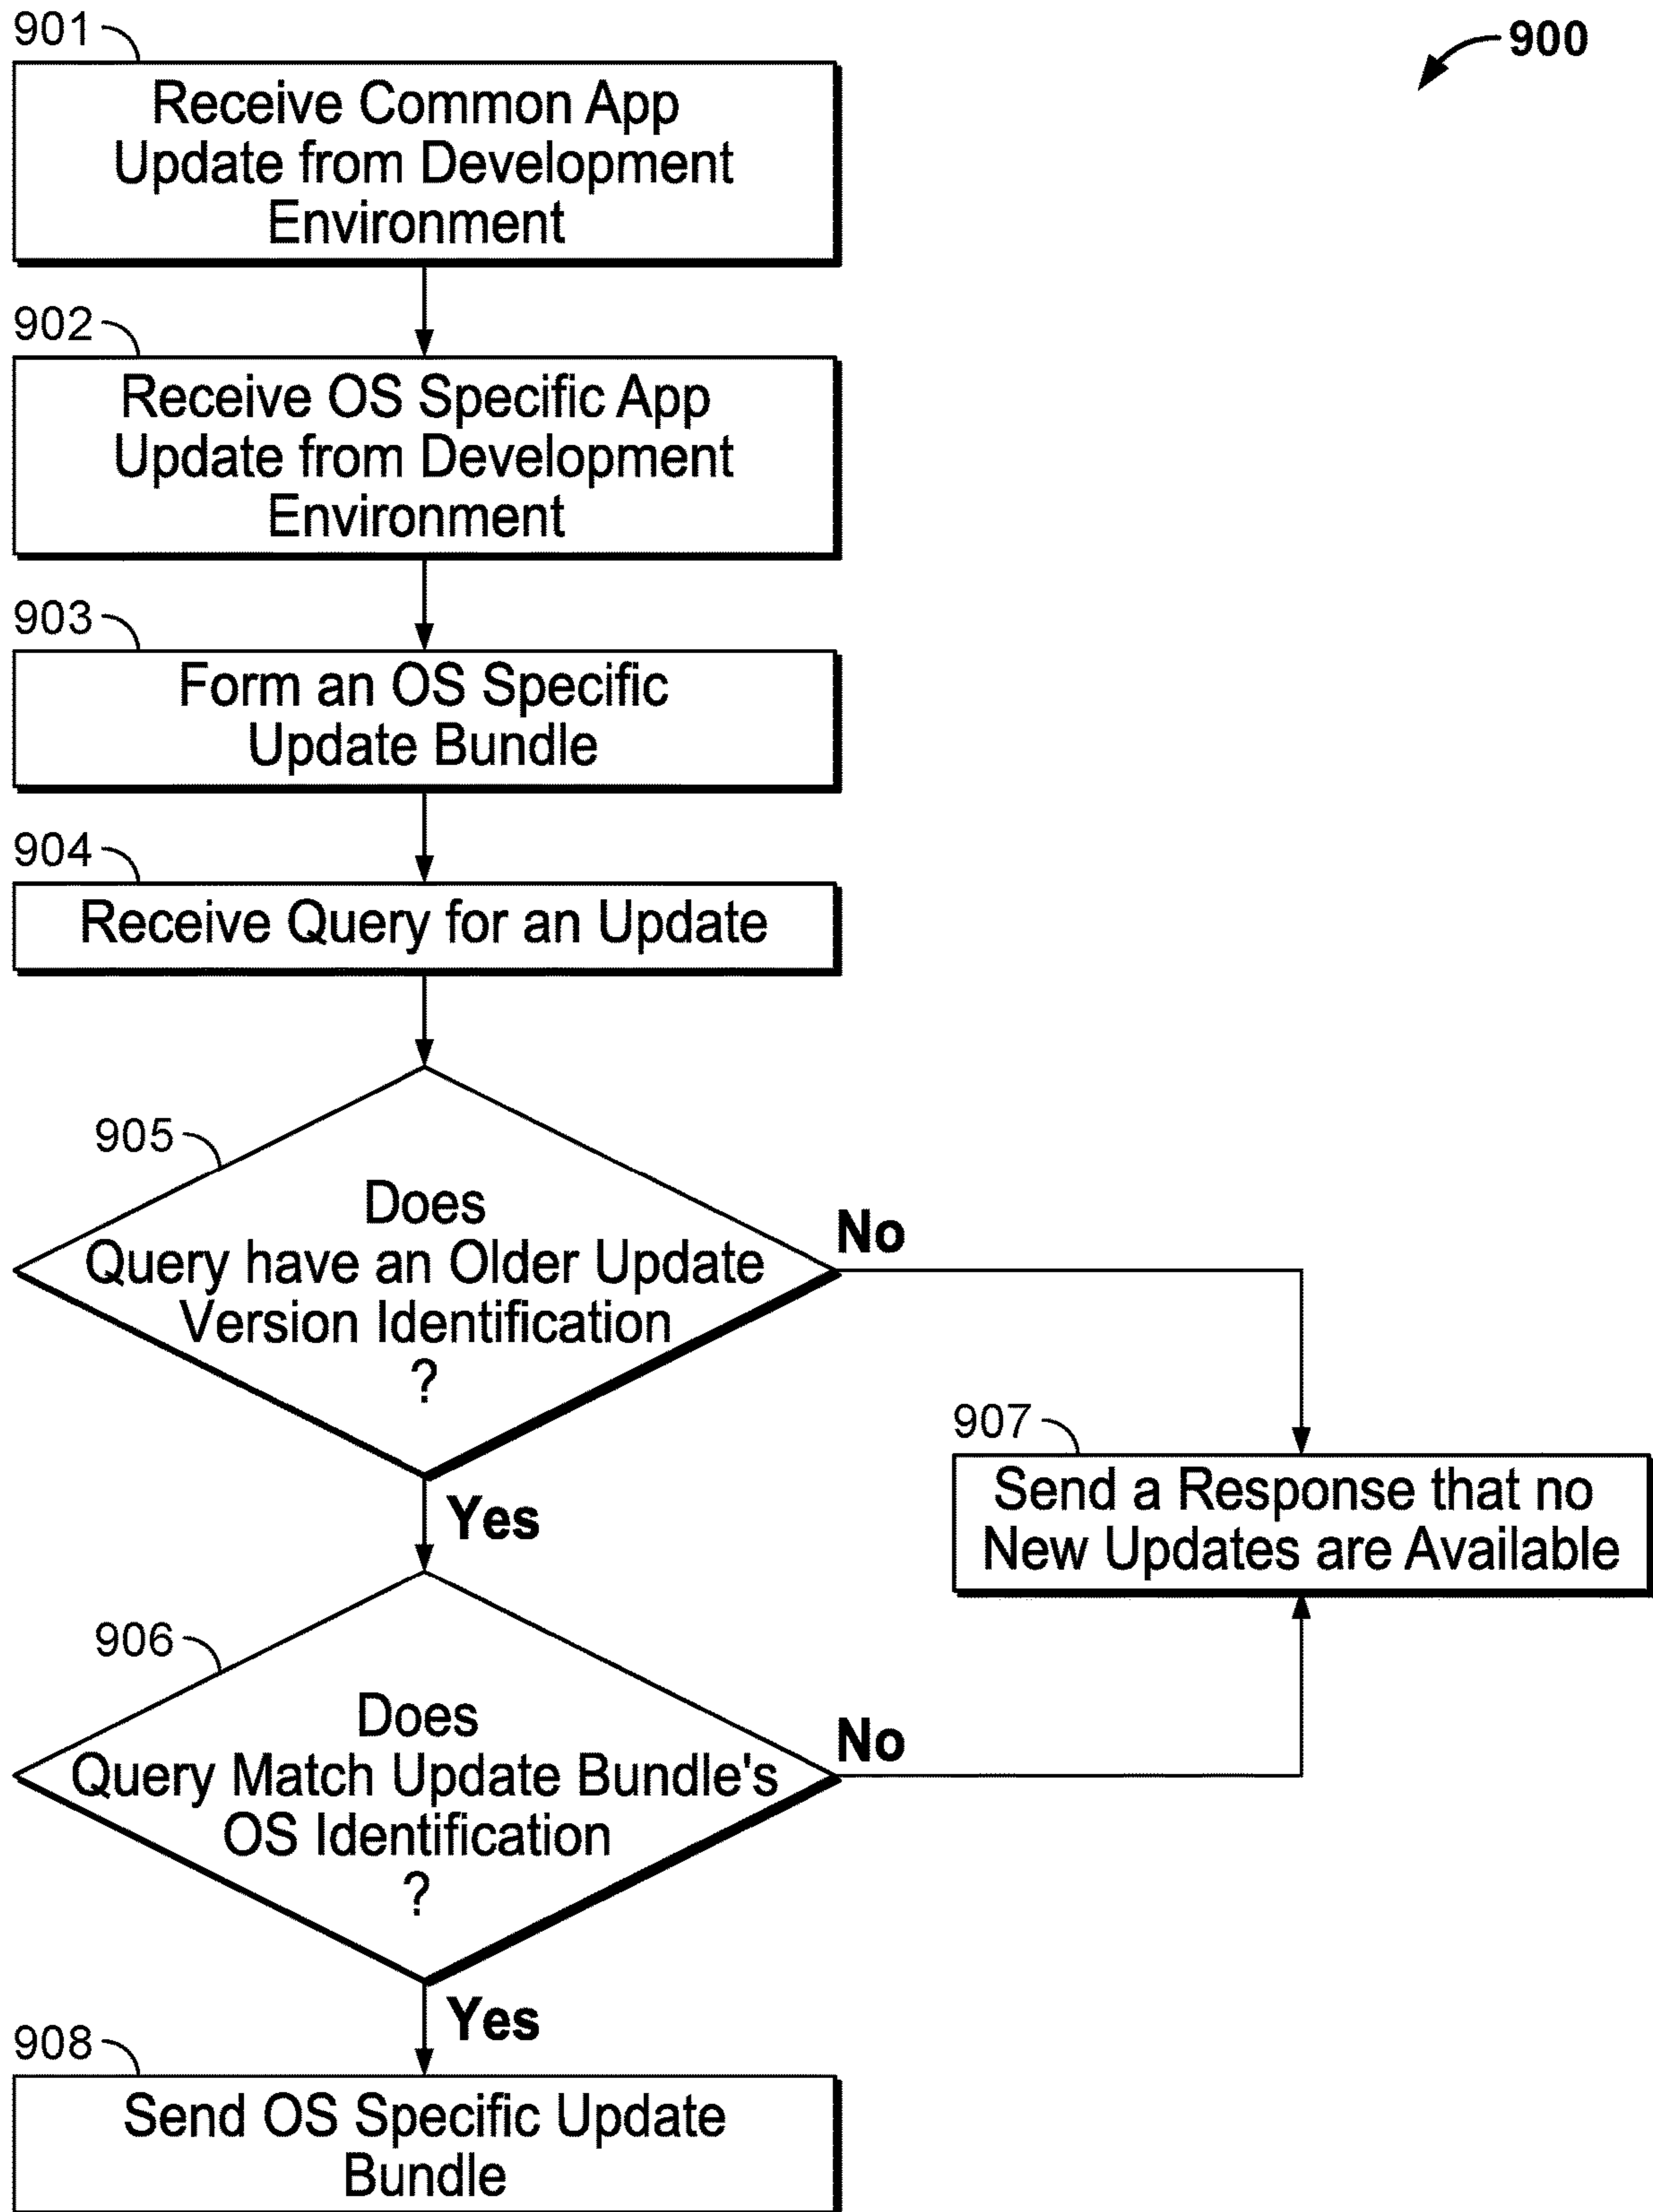 900
901
Receive Common App
Update from Development
Environment
902
Receive OS Specific App
Update from Development
Environment
903
Form an OS Specific
Update Bundle
904
Receive Query for an Update
905
Does
Query have an Older Update
Version Identification
?
No
Yes
907
Send a Response that no
New Updates are Available
906
Does
Query Match Update Bundle's
OS Identification
?
No
Yes
908
Send OS Specific Update
Bundle